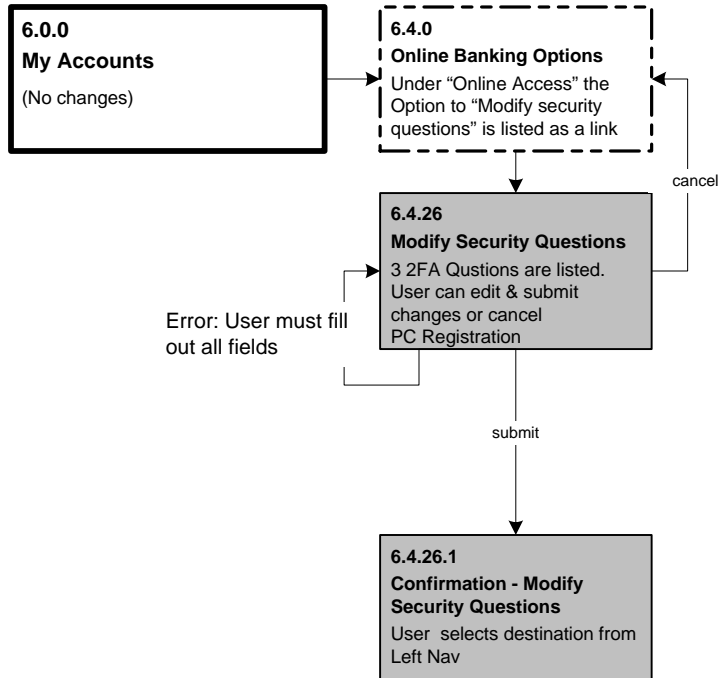 6.0.0
My Accounts
(No changes)
6.4.0
Online Banking Options
Under “Online Access” the
Option to “Modify security
questions” is listed as a link
cancel
6.4.26
Modify Security Questions
3 2FA Qustions are listed.
User can edit & submit
changes or cancel
PC Registration
Error: User must fill
out all fields
submit
6.4.26.1
Confirmation - Modify
Security Questions
User  selects destination from
Left Nav